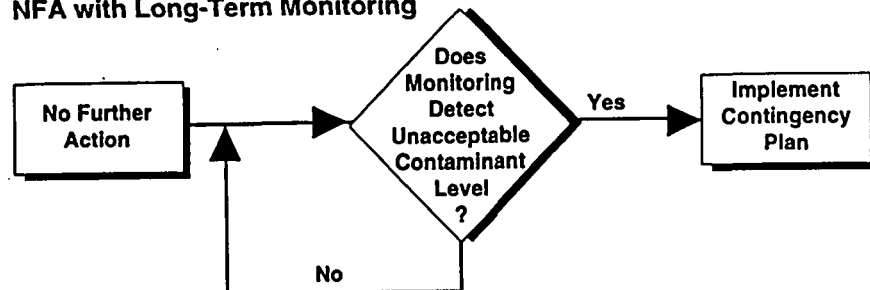 NFA with Long-Term Monitoring
No Further
Action
Does
Monitoring
Detect
Unacceptable
Contaminant
Level
?
Yes
Implement
Contingency
Plan
No